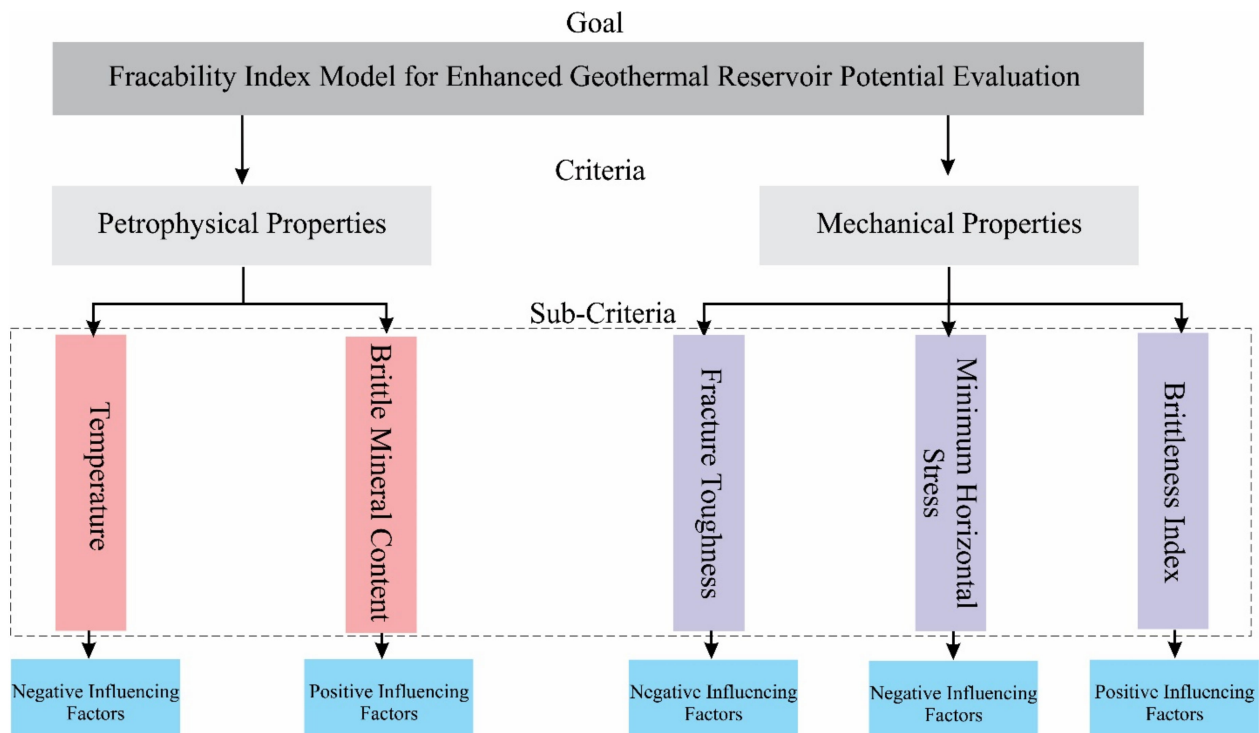 Goal
Fracability Index Model for Enhanced Geothermal Reservoir Potential Evaluation
Criteria
Petrophysical Properties
Mechanical Properties
Sub-Criteria
Temperature
Brittle Mineral Content
Fracture Toughness
Minimum Horizontal
Stress
Brittleness Index
Negative Influencing
Factors
Positive Influencing
Factors
Negative Influencing
Factors
Negative Influencing
Factors
Positive Influencing
Factors